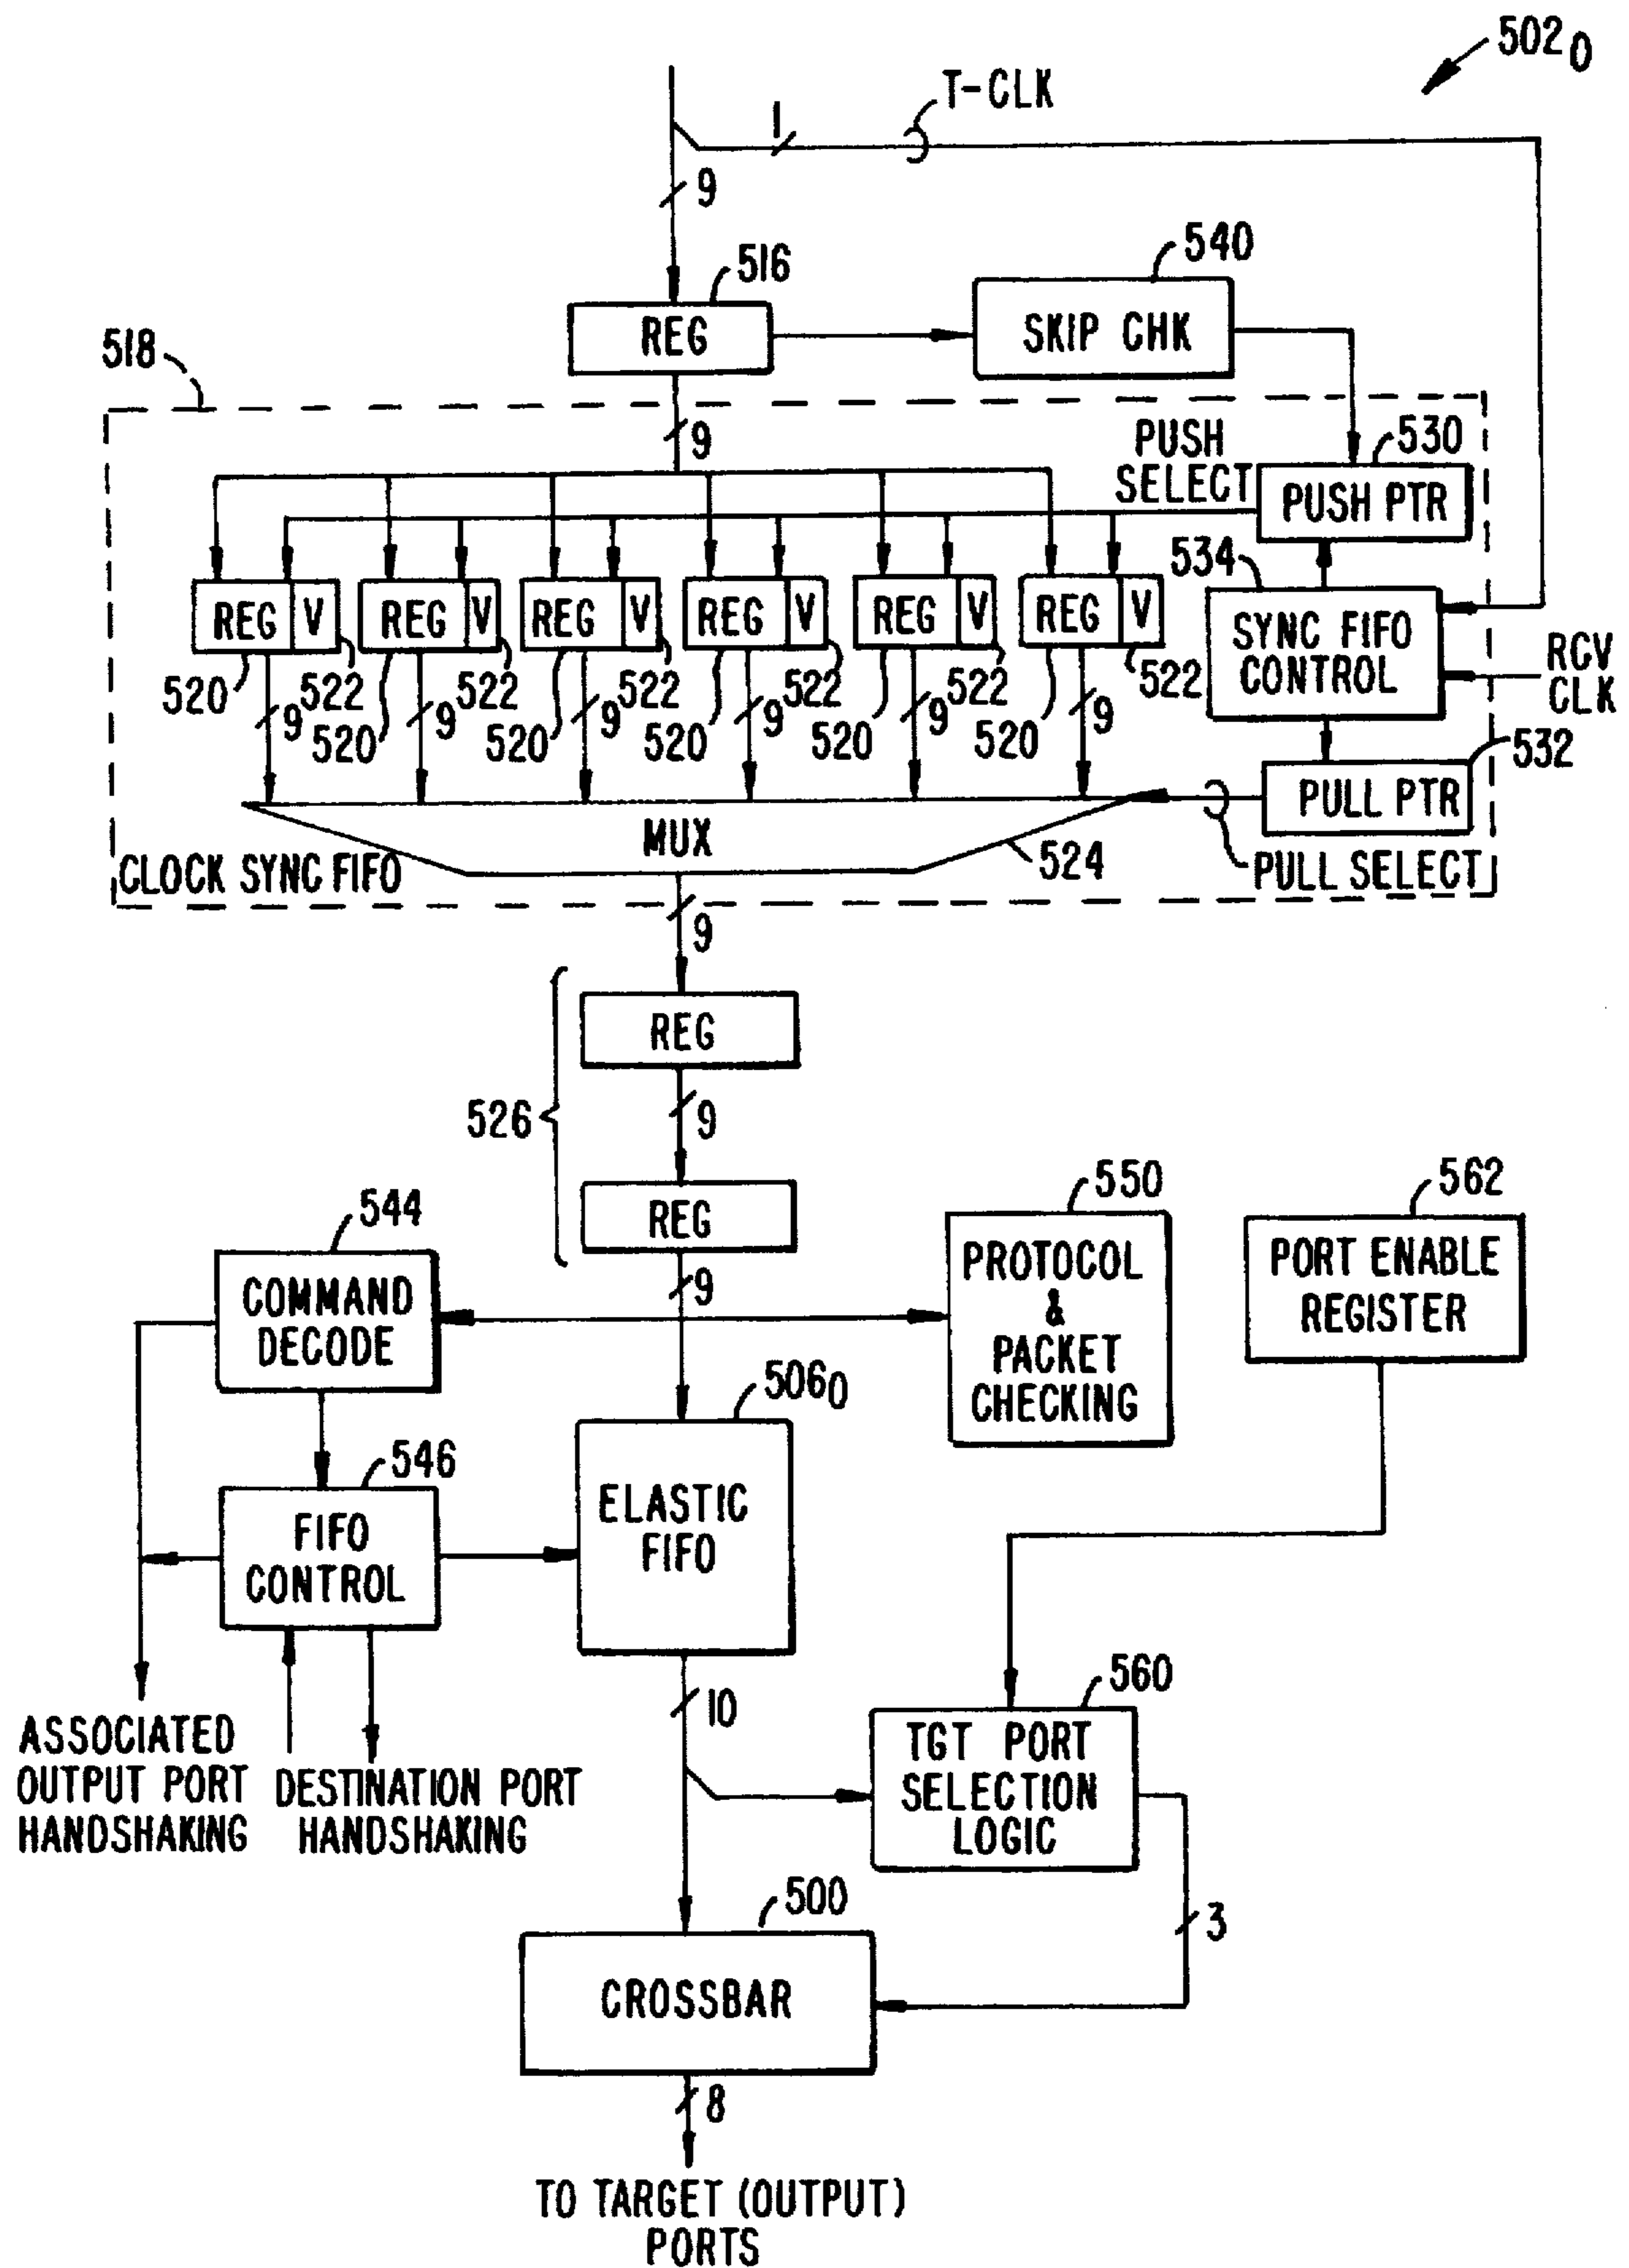 502₀
T-CLK
1
9
516
540
REG
SKIP CHK
518
9
PUSH
SELECT
530
PUSH PTR
534
REG V REG V REG V REG V REG V REG V
SYNC FIFO
CONTROL
RCV
CLK
520 9 522 520 9 522 520 9 522 520 9 522 520 9 522 520 9 522
532
PULL PTR
MUX
524
CLOCK SYNC FIFO
PULL SELECT
9
REG
526
9
REG
9
544
550
562
COMMAND
DECODE
PROTOCOL
&
PACKET
CHECKING
PORT ENABLE
REGISTER
506₀
546
FIFO
CONTROL
ELASTIC
FIFO
10
560
TGT PORT
SELECTION
LOGIC
ASSOCIATED
OUTPUT PORT
HANDSHAKING
DESTINATION PORT
HANDSHAKING
500
3
CROSSBAR
8
TO TARGET (OUTPUT)
PORTS